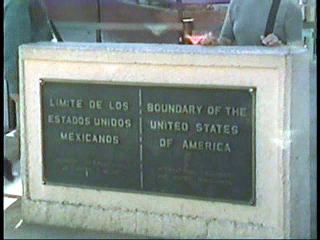 LIMITE DE LOS
ESTADOS UNIDOS
MEXICANOS
BOUNDARY OF THE
UNITED STATES
OF AMERICA